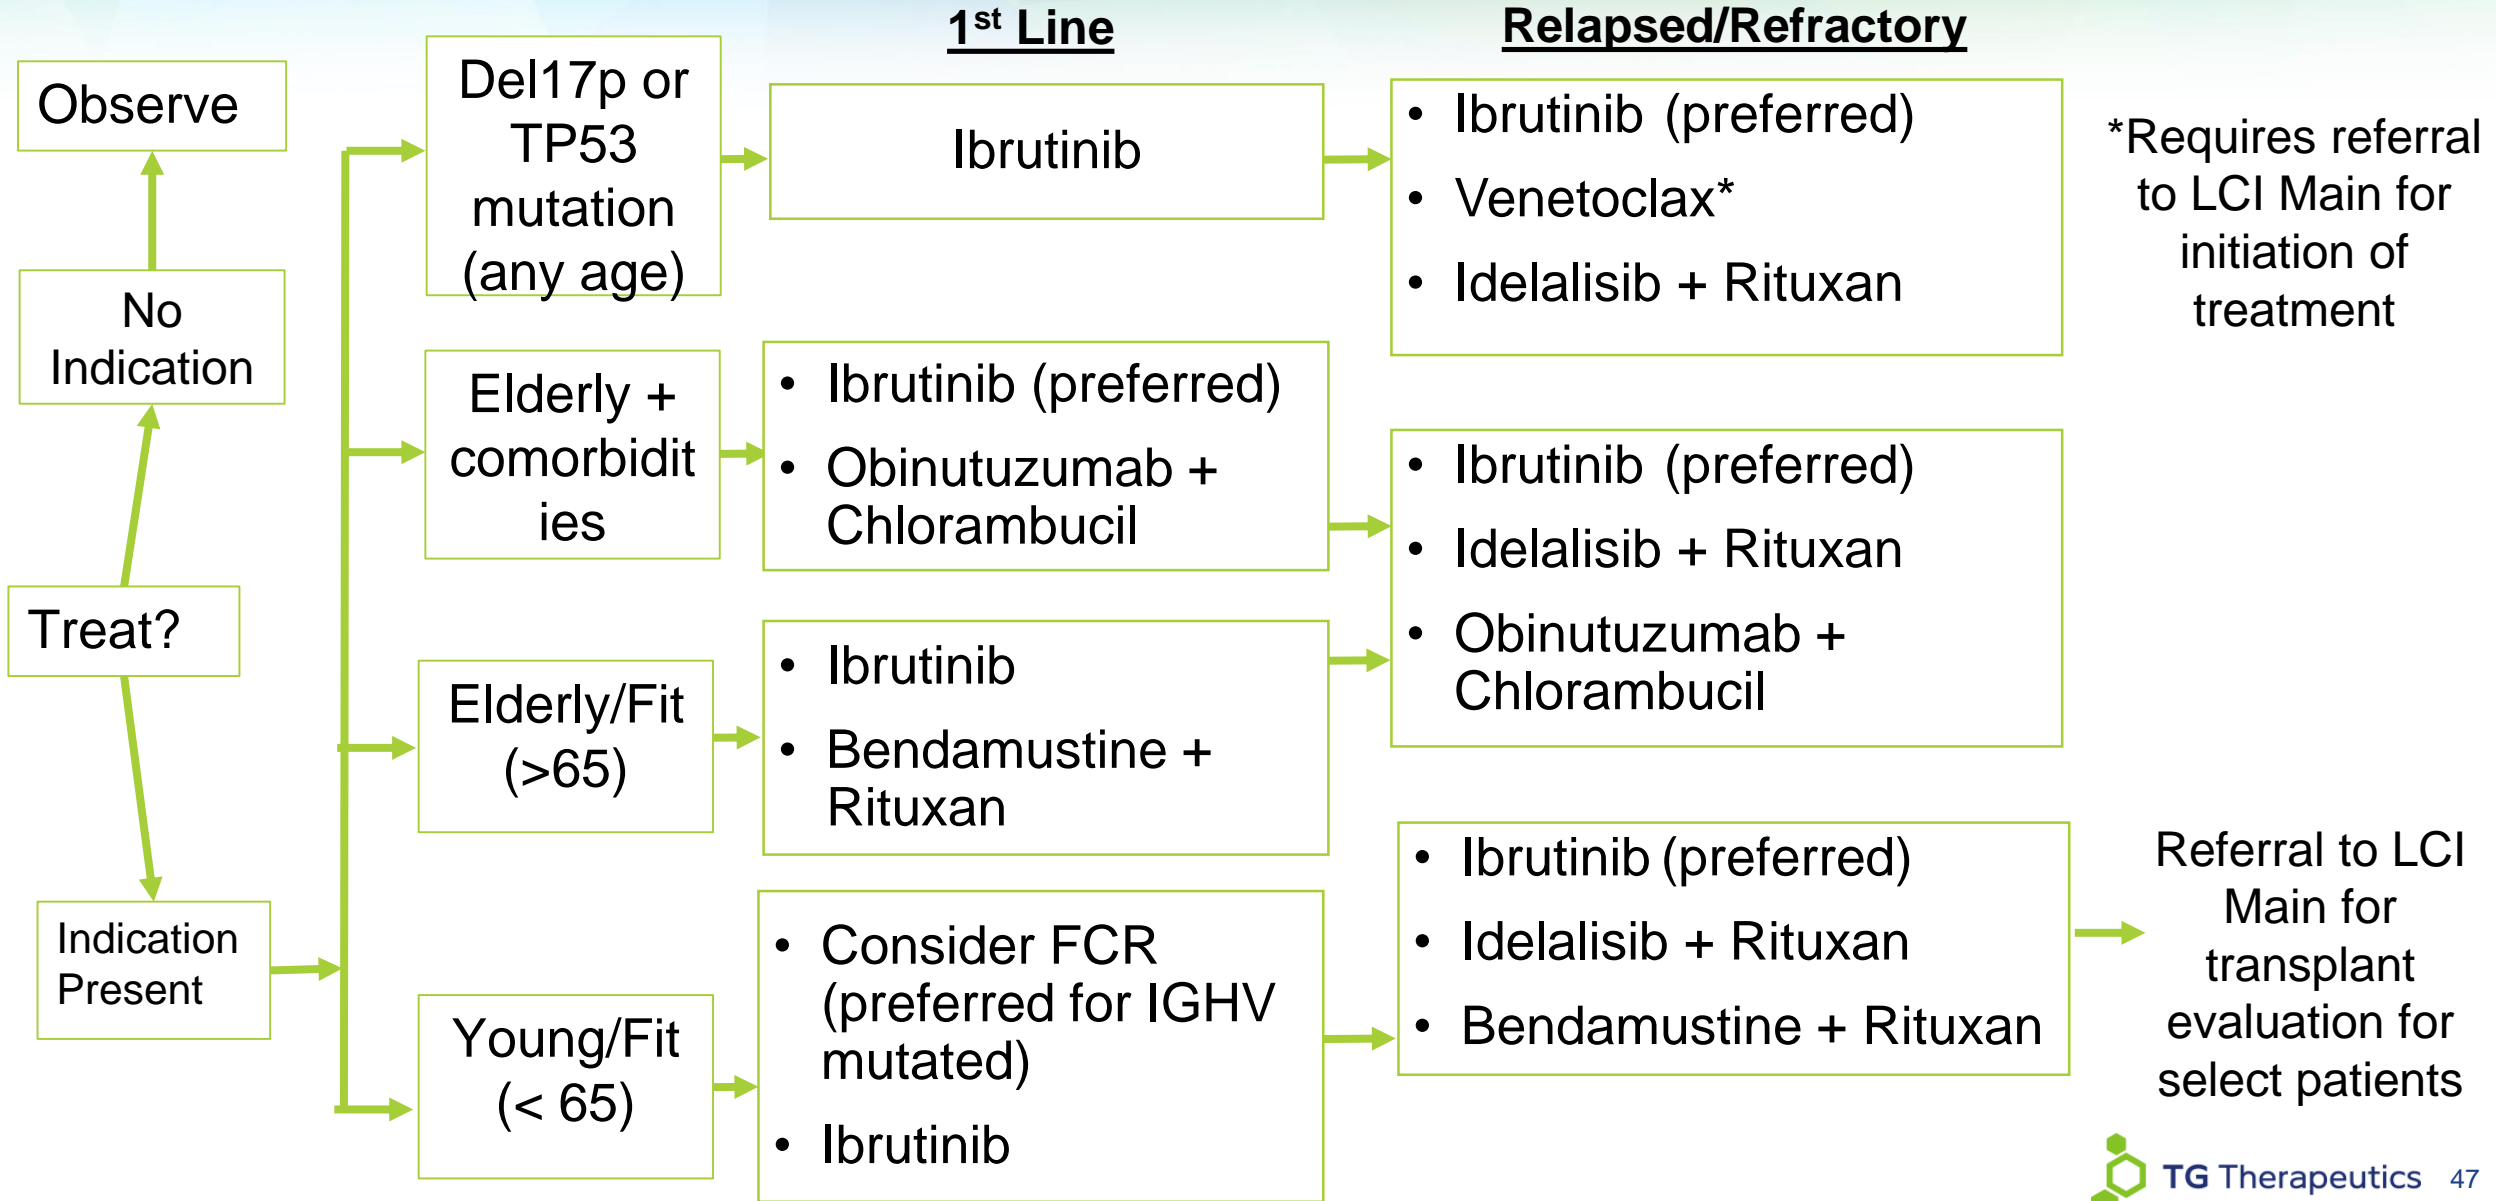 1st Line
Relapsed/Refractory
Observe
No
Indication
Treat?
Indication
Present
Del17p or
TP53
mutation
(any age)
Ibrutinib
• Ibrutinib (preferred)
• Venetoclax*
• Idelalisib + Rituxan
*Requires referral
to LCI Main for
initiation of
treatment
Elderly +
comorbidit
ies
• Ibrutinib (preferred)
• Obinutuzumab +
Chlorambucil
• Ibrutinib (preferred)
• Idelalisib + Rituxan
• Obinutuzumab +
Chlorambucil
Elderly/Fit
(>65)
• Ibrutinib
• Bendamustine +
Rituxan
Young/Fit
(< 65)
• Consider FCR
(preferred for IGHV
mutated)
• Ibrutinib
• Ibrutinib (preferred)
• Idelalisib + Rituxan
• Bendamustine + Rituxan
Referral to LCI
Main for
transplant
evaluation for
select patients
TG Therapeutics 47